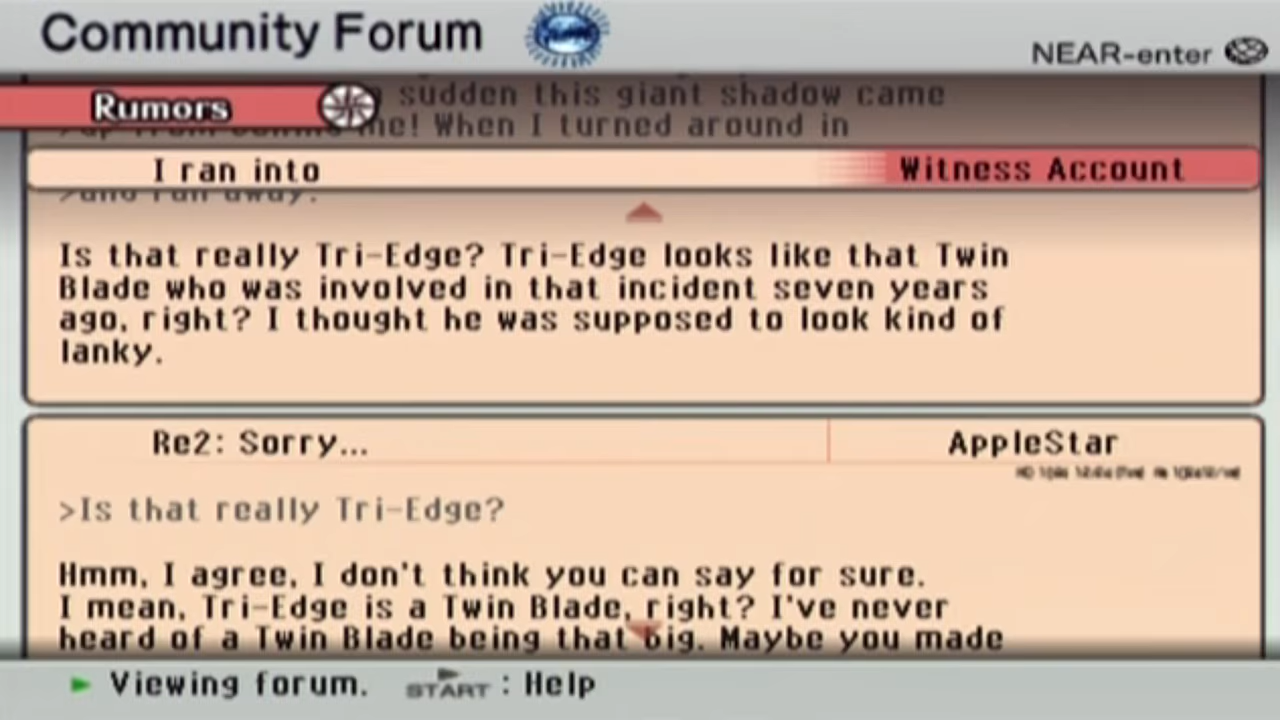 Community Forum
NEAR-enter
Rumors
sudden this giant shadow came
me! When I turned around in
I ran into
Witness Account
>and ran away.
Is that really Tri-Edge? Tri-Edge looks like that Twin
Blade who was involved in that incident seven years
ago, right? I thought he was supposed to look kind of
lanky.
Re2: Sorry...
AppleStar
>Is that really Tri-Edge?
Hmm, I agree, I don't think you can say for sure.
I mean, Tri-Edge is a Twin Blade, right? I've never
heard of a Twin Blade being that big. Maybe you made
Viewing forum.
START : Help